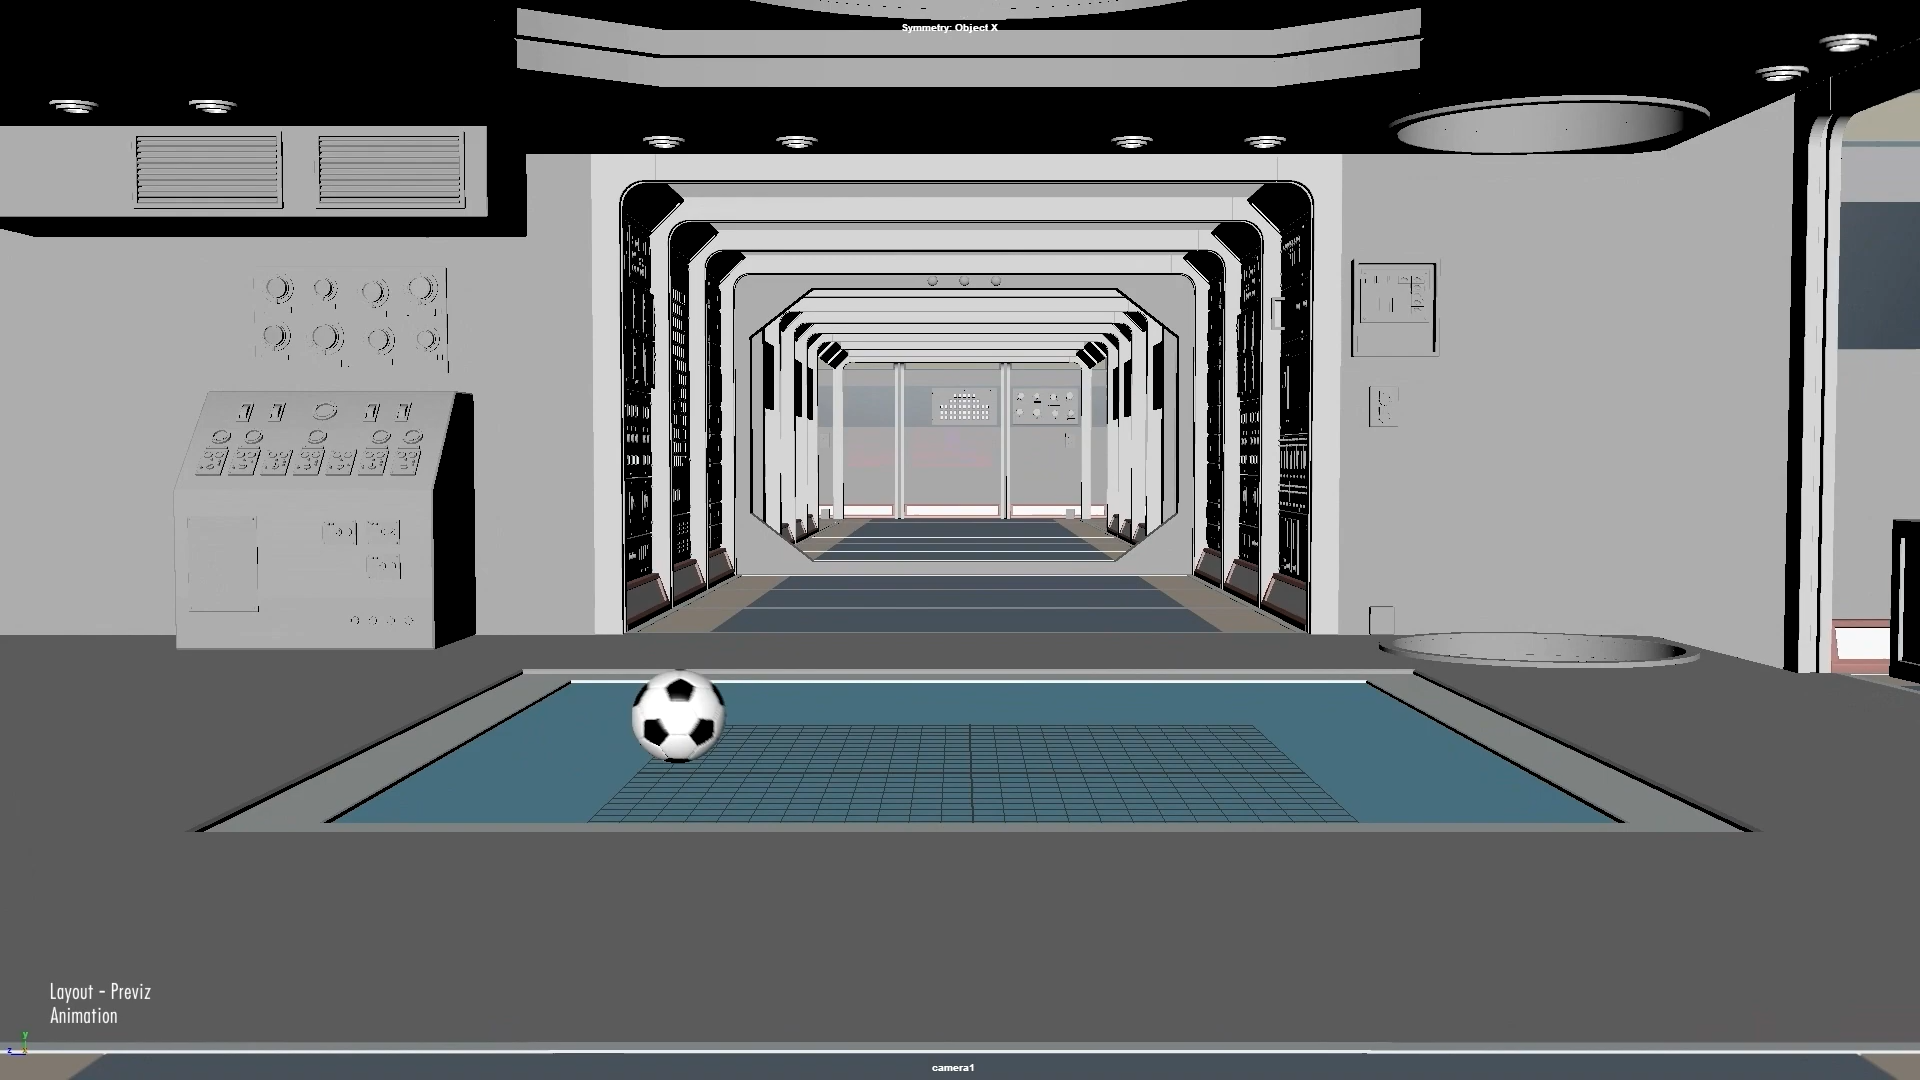 Symmetry: Object X
Layout - Previz
Animation
y
z
camera1